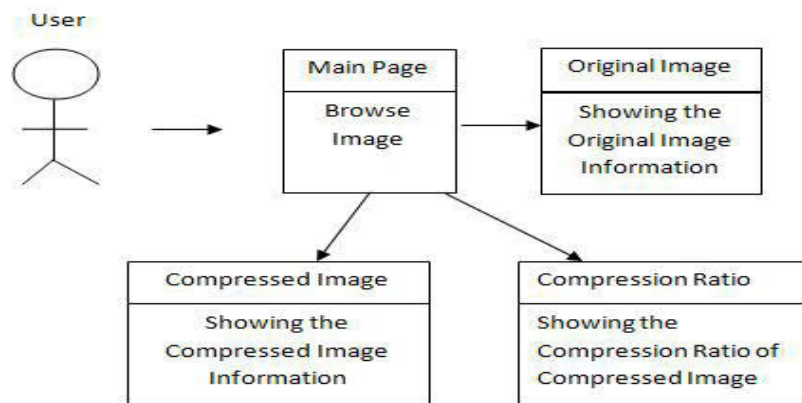 User
Main Page
Browse
Image
Original Image
Showing the
Original Image
Information
Compressed Image
Showing the
Compressed Image
Information
Compression Ratio
Showing the
Compression Ratio of
Compressed Image